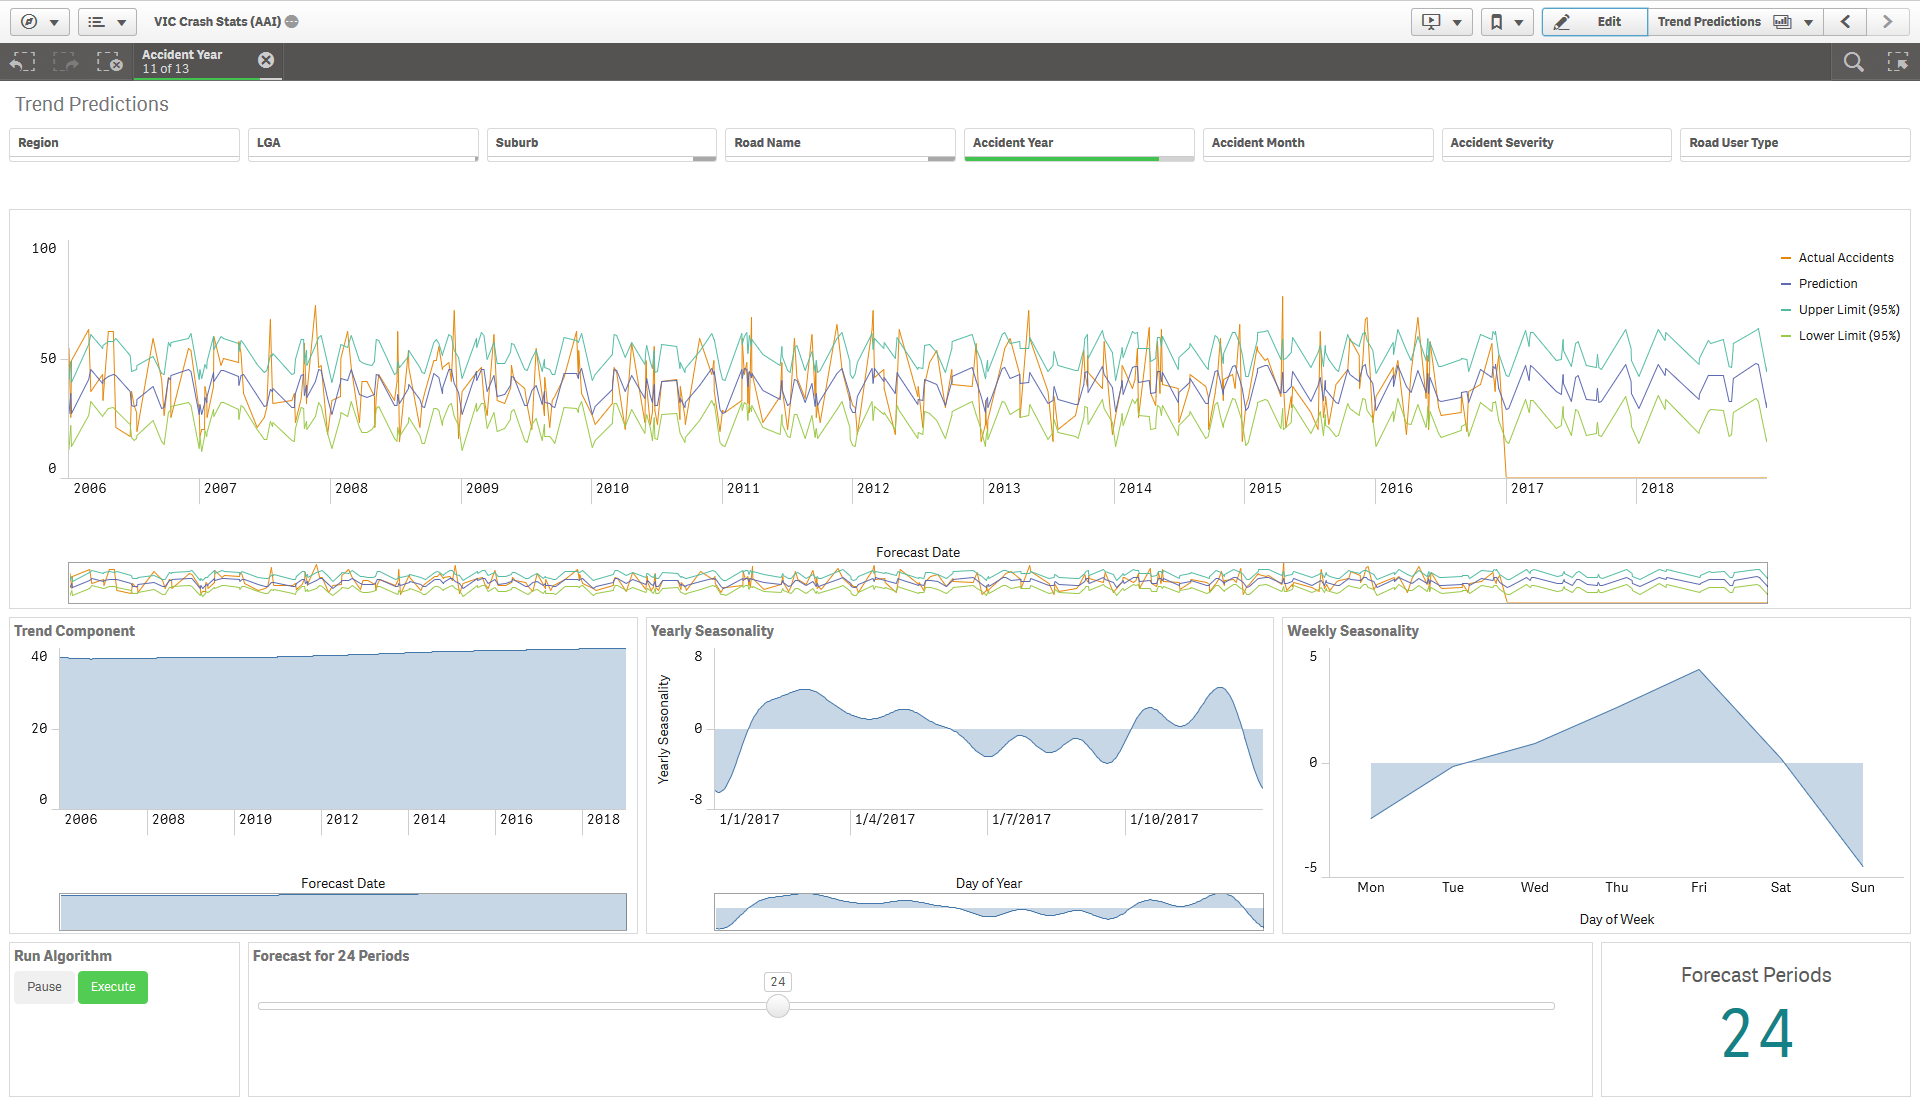 VIC Crash Stats (AAI)
Edit
Trend Predictions
Accident Year
11 of 13
Trend Predictions
Region
LGA
Suburb
Road Name
Accident Year
Accident Month
Accident Severity
Road User Type
100
50
0
Actual Accidents
Prediction
Upper Limit (95%)
Lower Limit (95%)
2006 2007 2008 2009 2010 2011 2012 2013 2014 2015 2016 2017 2018
Forecast Date
Trend Component
40
20
0
2006 2008 2010 2012 2014 2016 2018
Forecast Date
Yearly Seasonality
Yearly Seasonality
8
0
-8
1/1/2017 1/4/2017 1/7/2017 1/10/2017
Day of Year
Weekly Seasonality
5
0
-5
Mon Tue Wed Thu Fri Sat Sun
Day of Week
Run Algorithm
Pause
Execute
Forecast for 24 Periods
24
Forecast Periods
24